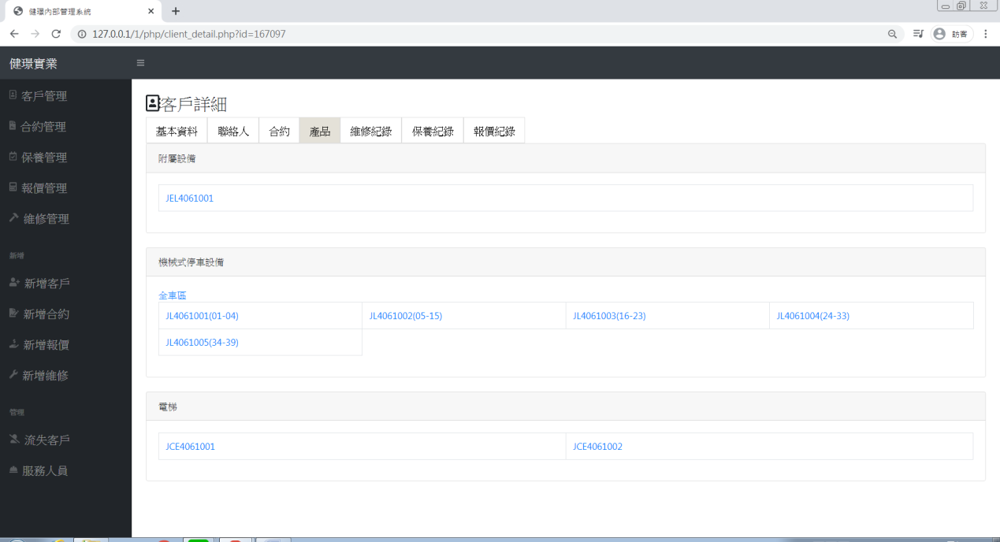 健璟內部管理系統
127.0.0.1/1/php/client_detail.php?id=167097
訪客
健璟實業
客戶管理
合約管理
保養管理
報價管理
維修管理
新增
新增客戶
新增合約
新增報價
新增維修
管理
流失客戶
服務人員
客戶詳細
基本資料 聯絡人 合約 產品 維修紀錄 保養紀錄 報價紀錄
附屬設備
JEL4061001
機械式停車設備
全車區
JL4061001(01-04) JL4061002(05-15) JL4061003(16-23) JL4061004(24-33)
JL4061005(34-39)
電梯
JCE4061001 JCE4061002